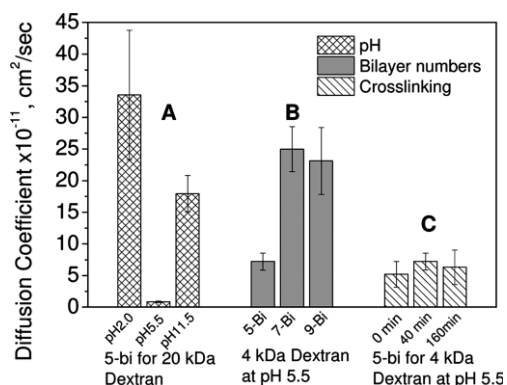 Diffusion Coefficient x10⁻¹¹, cm²/sec
45
40
35
30
25
20
15
10
5
0
pH
Bilayer numbers
Crosslinking
A
B
C
pH2.0
pH5.5
pH11.5
5-Bi
7-Bi
9-Bi
0 min
40 min
160min
5-bi for 20 kDa
Dextran
4 kDa Dextran
at pH 5.5
5-bi for 4 kDa
Dextran at pH 5.5